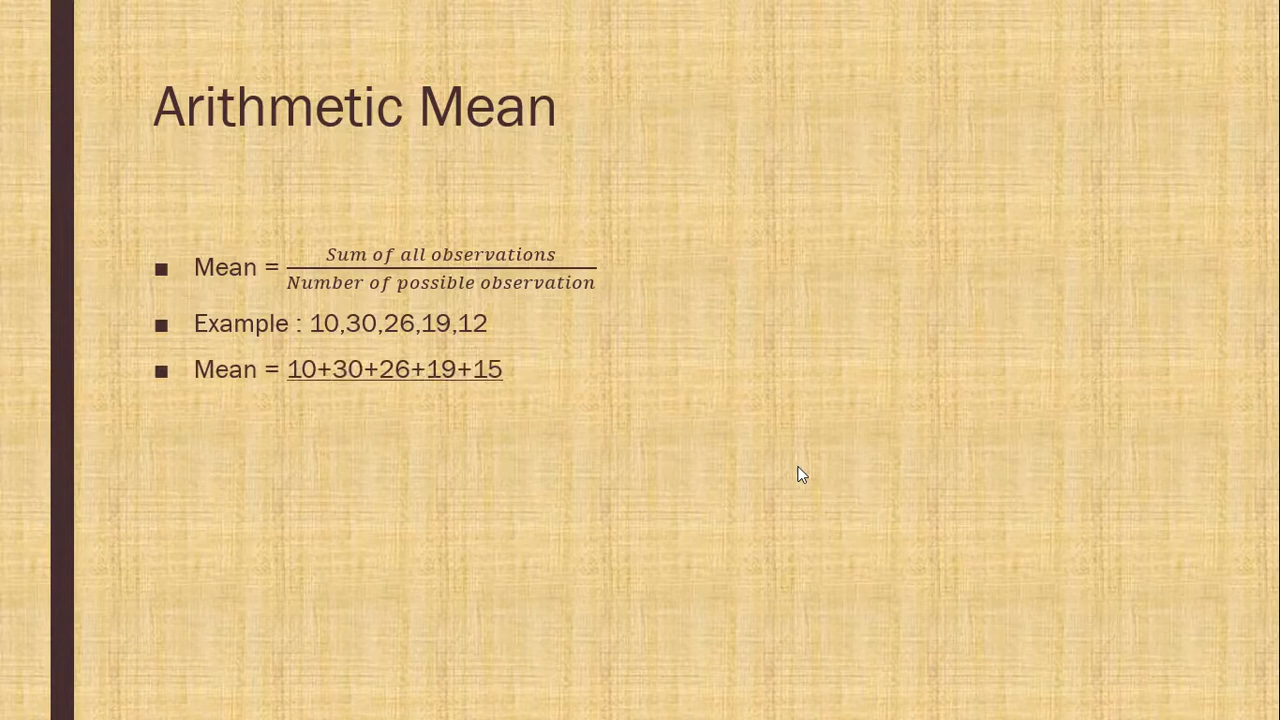 Arithmetic Mean
■ Mean = Sum of all observations / Number of possible observation
■ Example : 10,30,26,19,12
■ Mean = 10+30+26+19+15